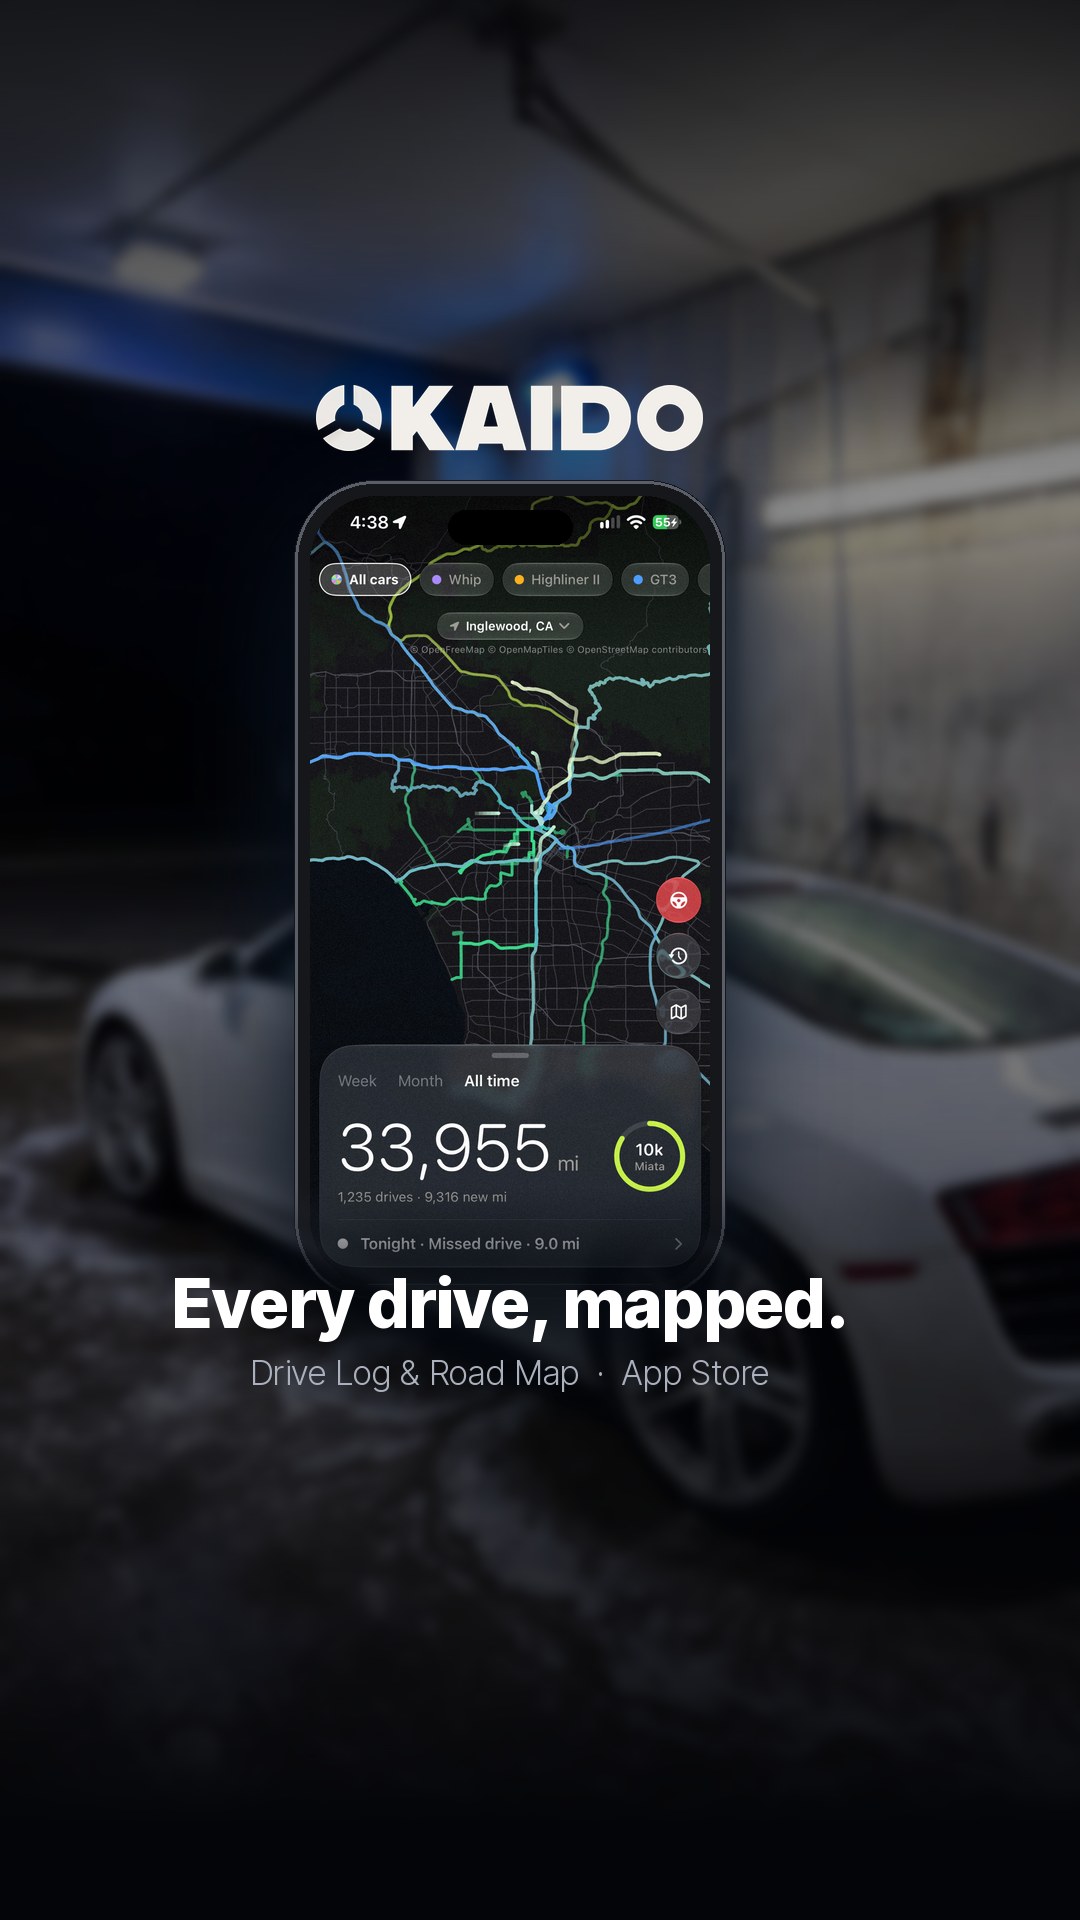 KAIDO
4:38
55
All cars
Whip
Highliner II
GT3
Inglewood, CA
© OpenFreeMap © OpenMapTiles © OpenStreetMap contributors
Week Month All time
33,955 mi
10k
Miata
1,235 drives · 9,316 new mi
Tonight · Missed drive · 9.0 mi
Every drive, mapped.
Drive Log & Road Map · App Store